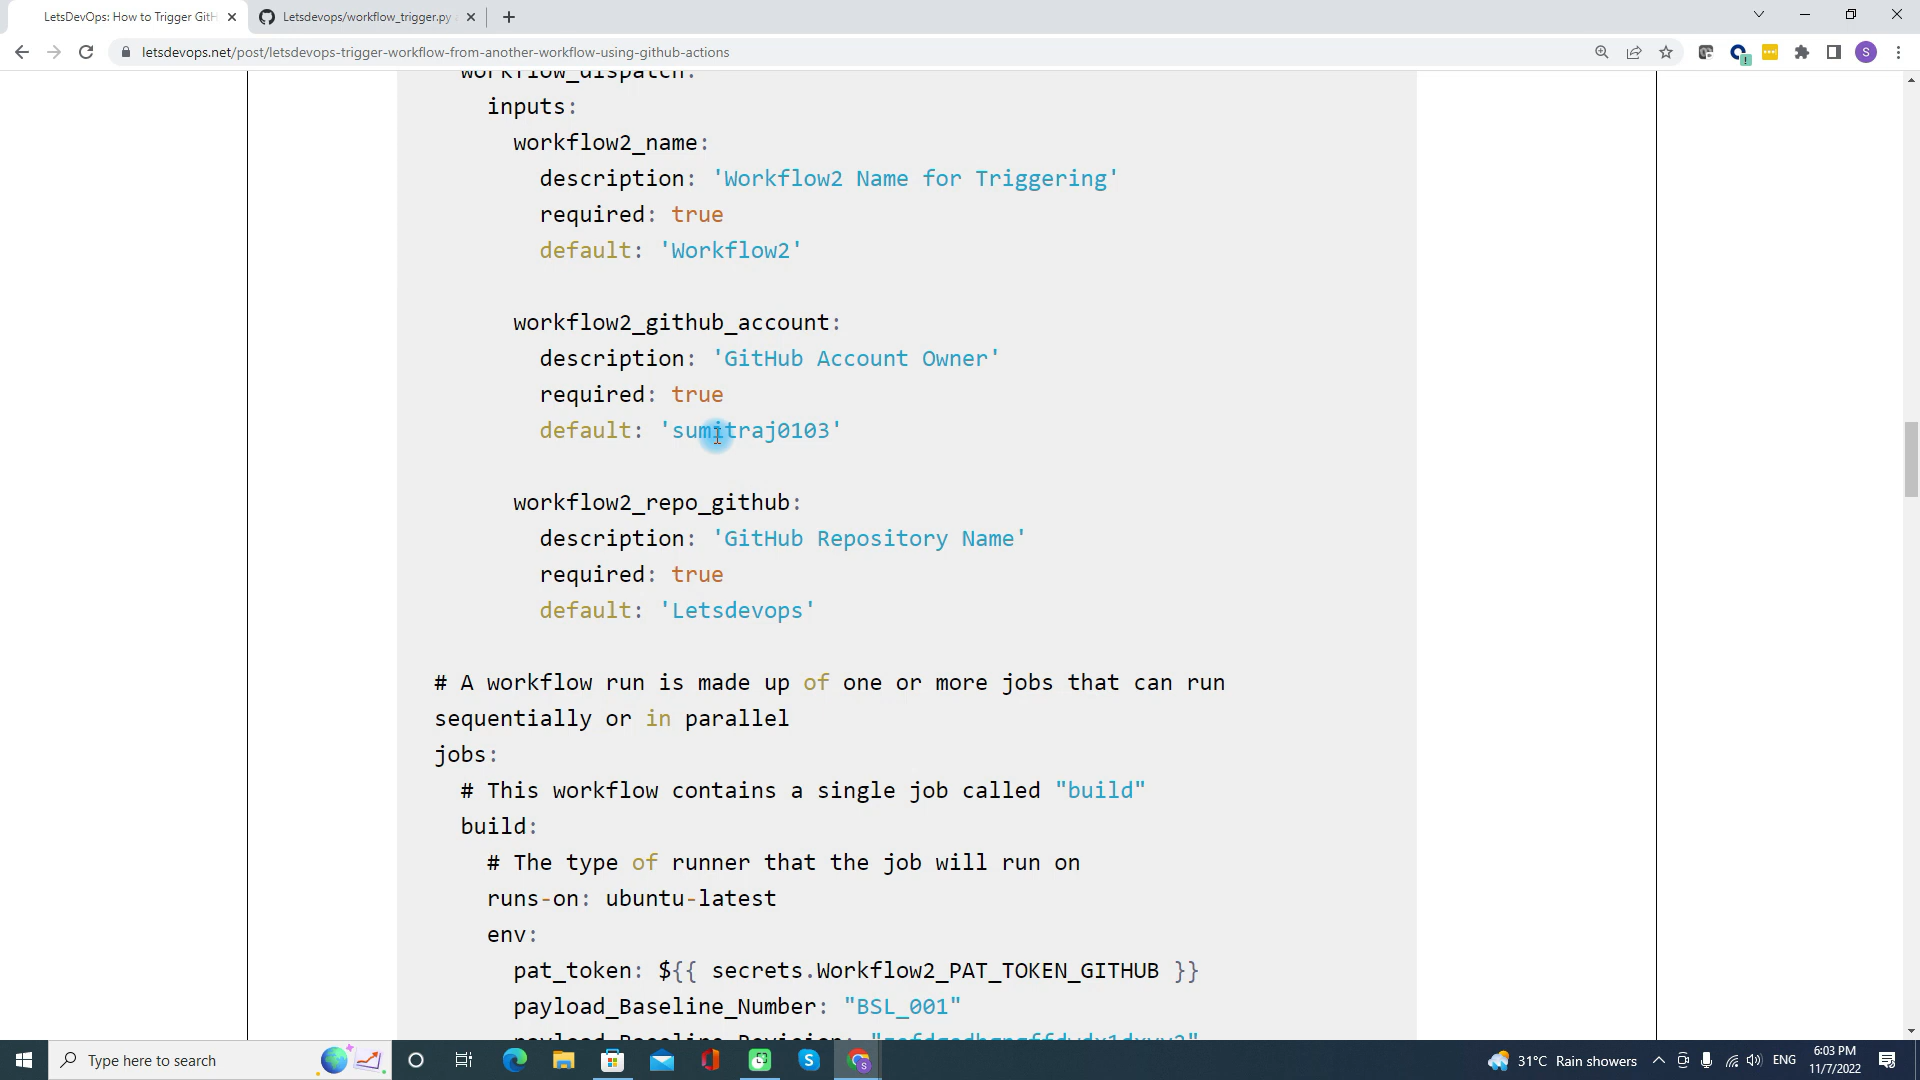 LetsDevOps: How to Trigger GitH
Letsdevops/workflow_trigger.py
letsdevops.net/post/letsdevops-trigger-workflow-from-another-workflow-using-github-actions
S
workflow_dispatch:
inputs:
workflow2_name:
description: 'Workflow2 Name for Triggering'
required: true
default: 'Workflow2'
workflow2_github_account:
description: 'GitHub Account Owner'
required: true
default: 'sumitraj0103'
workflow2_repo_github:
description: 'GitHub Repository Name'
required: true
default: 'Letsdevops'
# A workflow run is made up of one or more jobs that can run
sequentially or in parallel
jobs:
# This workflow contains a single job called "build"
build:
# The type of runner that the job will run on
runs-on: ubuntu-latest
env:
pat_token: ${{ secrets.Workflow2_PAT_TOKEN_GITHUB }}
payload_Baseline_Number: "BSL_001"
Type here to search
31°C Rain showers
ENG
6:03 PM
11/7/2022